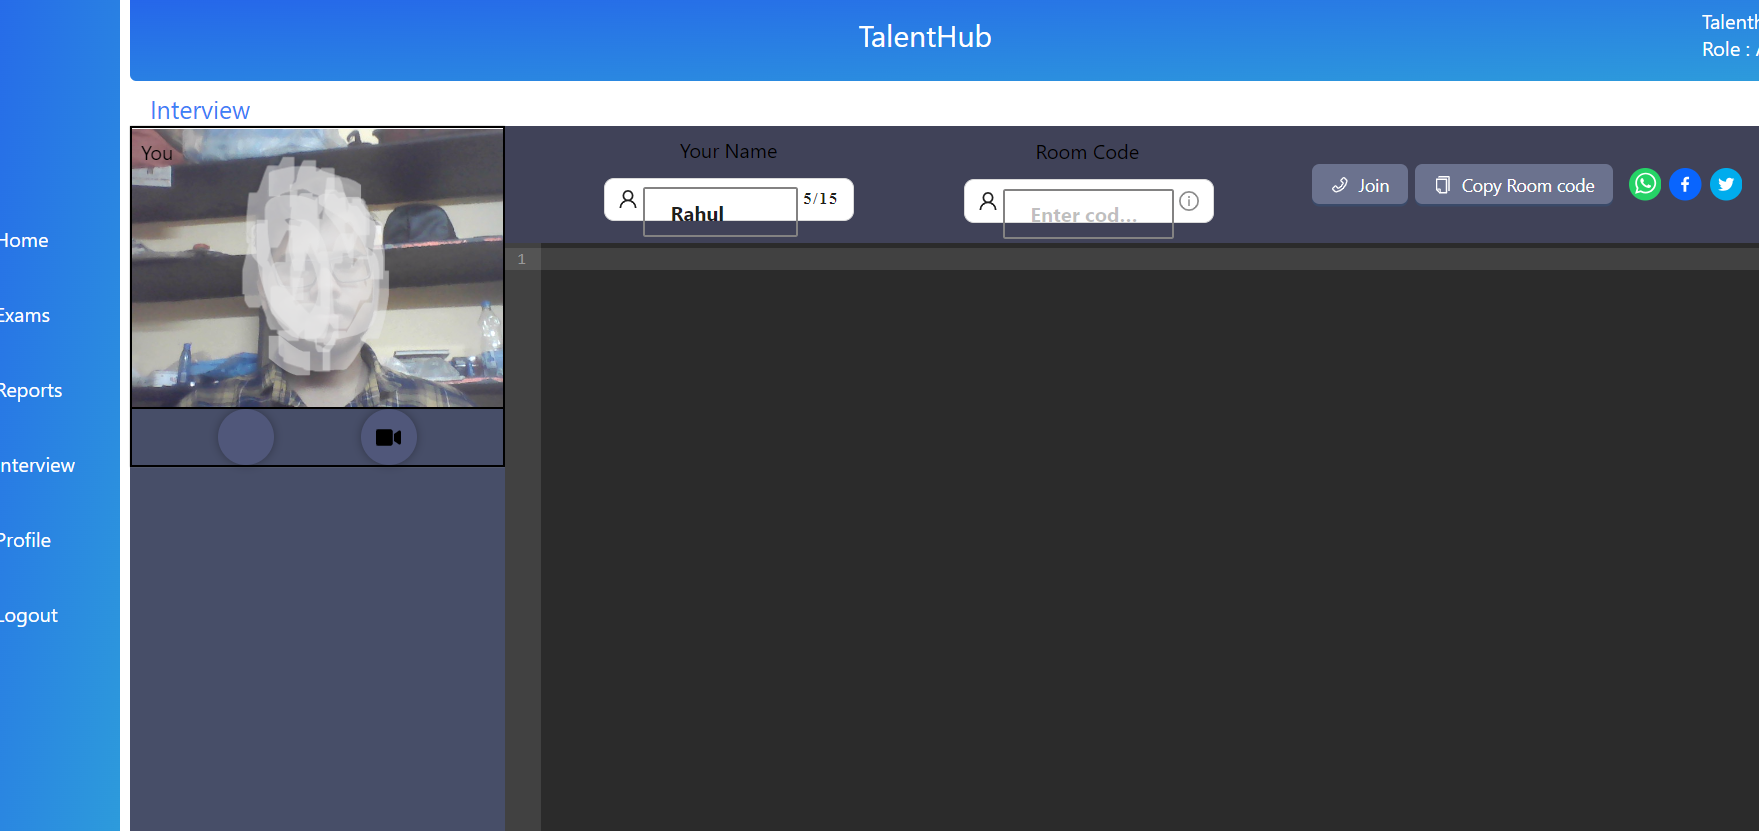 TalentHub
Talenth
Role : A
Interview
You
Your Name
Room Code
Rahul
5/15
Enter cod...
Join
Copy Room code
1
Home
Exams
Reports
Interview
Profile
Logout